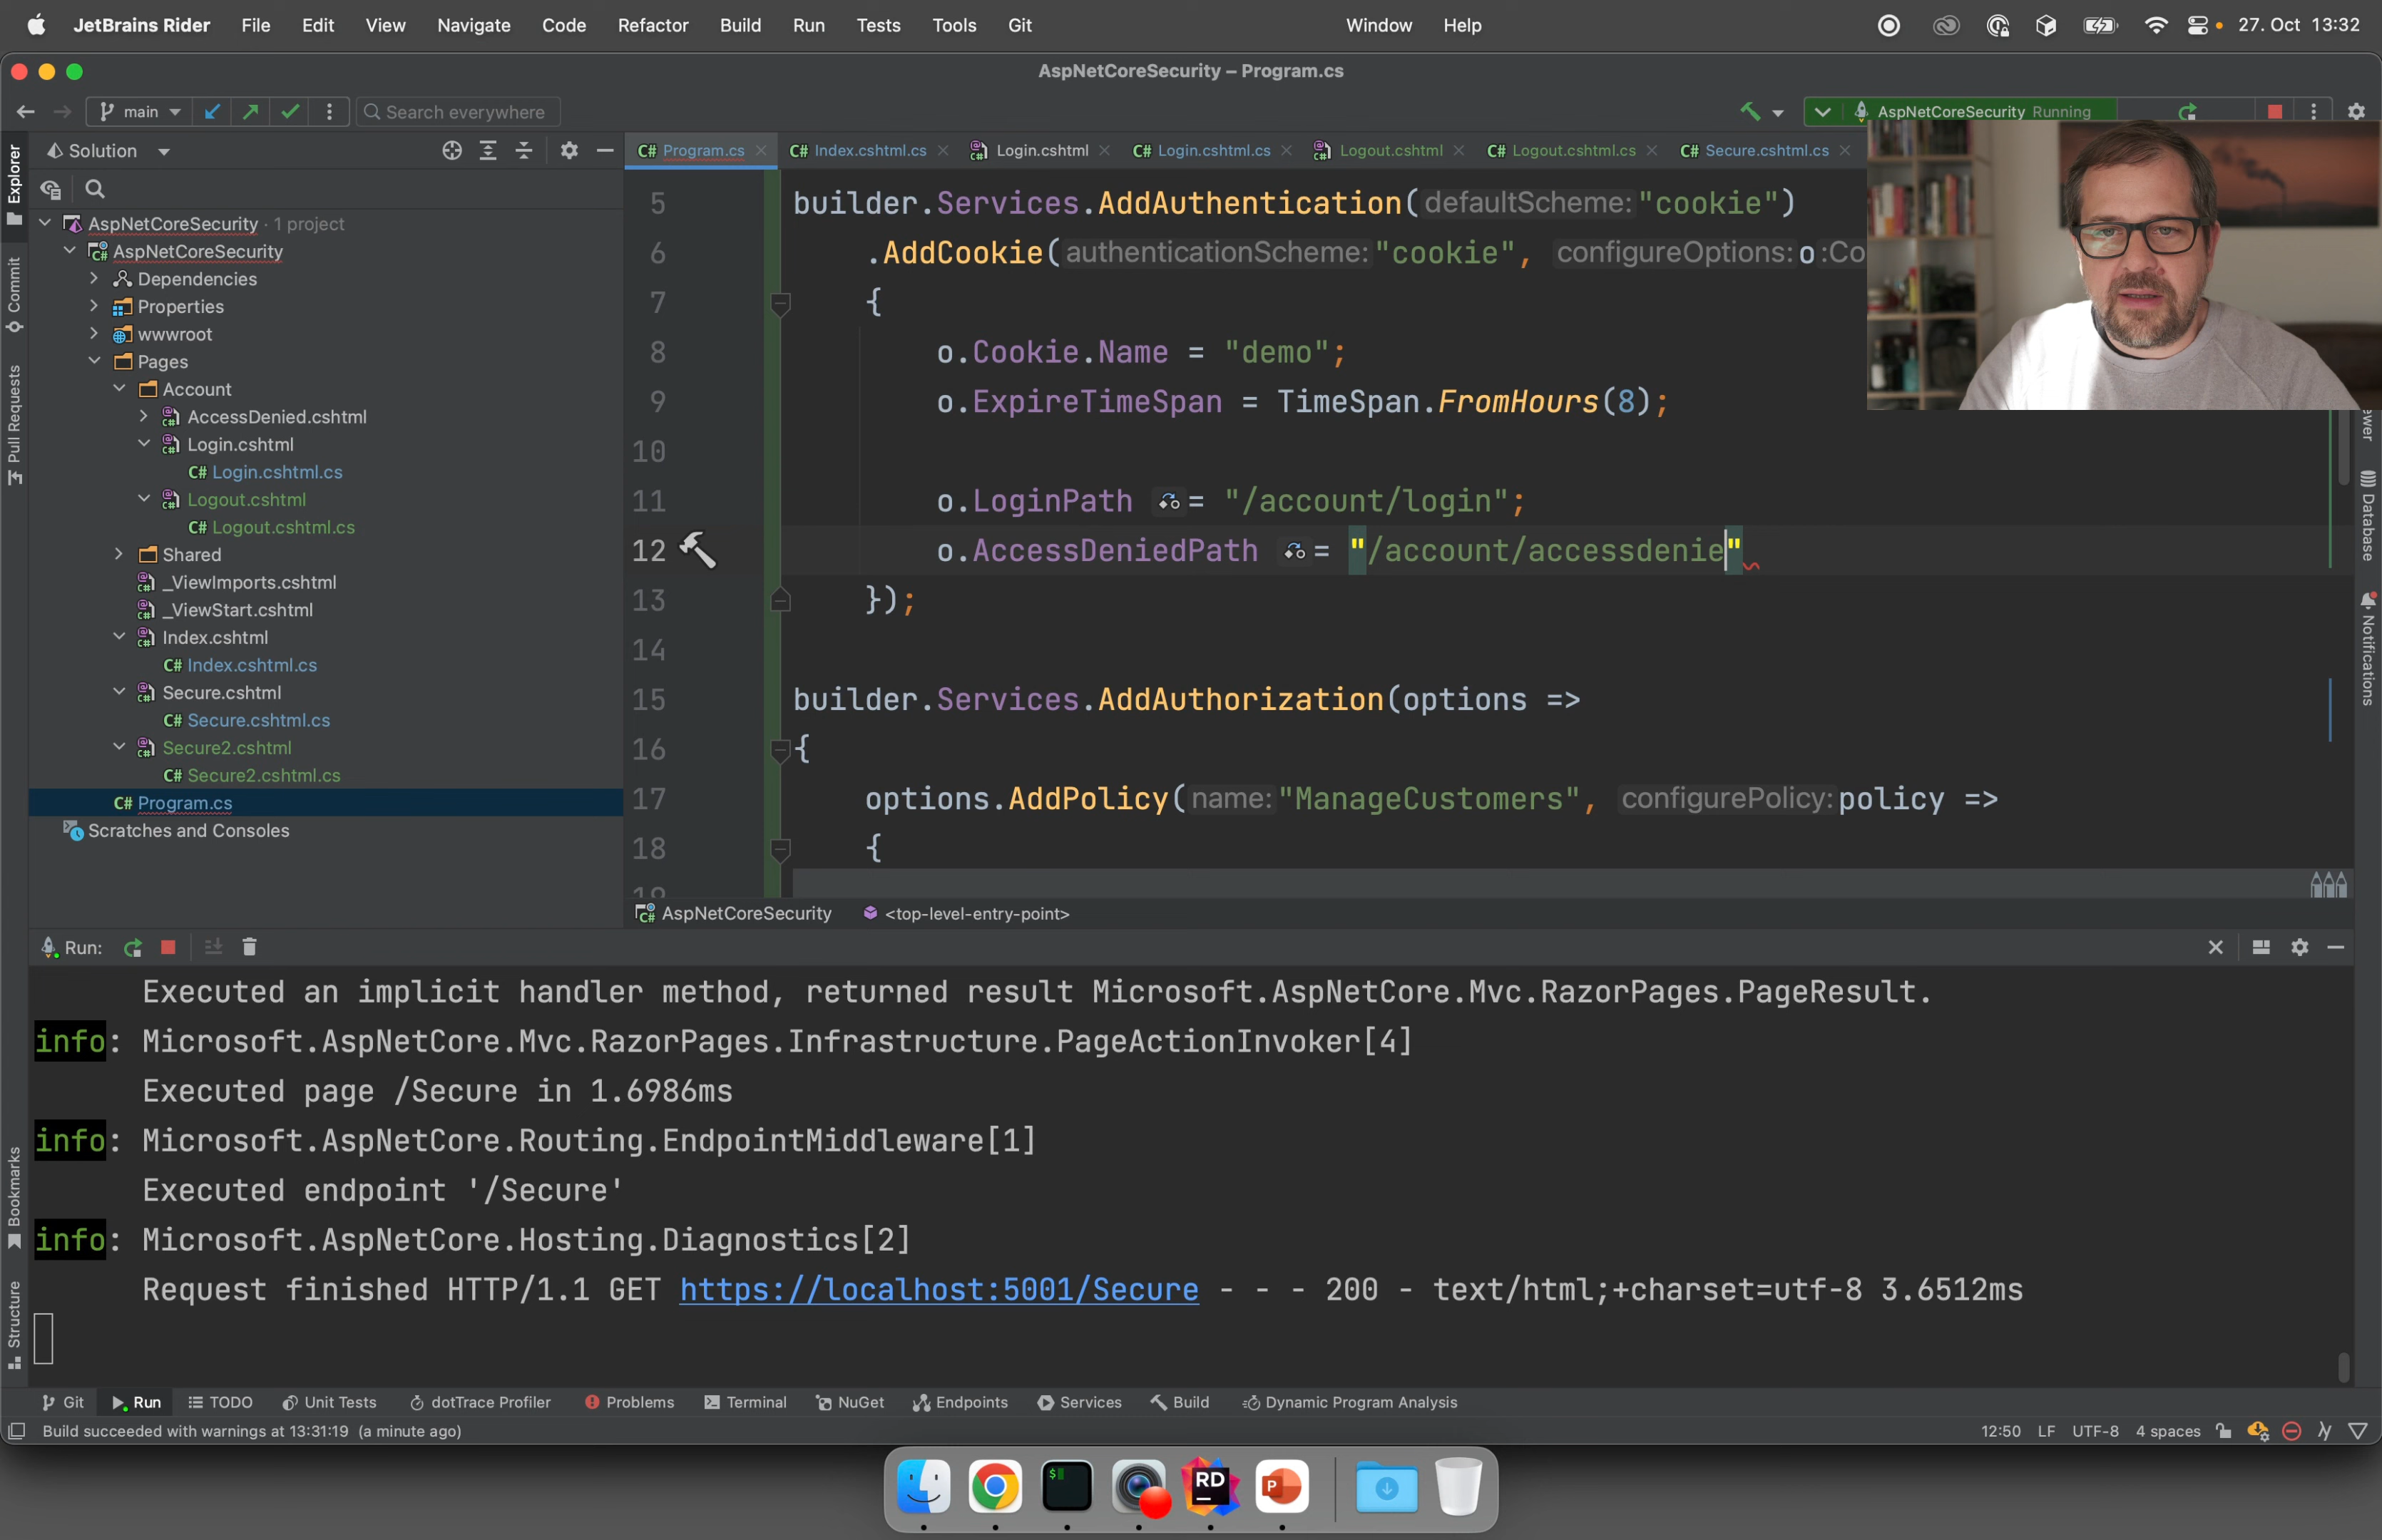 JetBrains Rider File Edit View Navigate Code Refactor Build Run Tests Tools Git Window Help 27. Oct 13:32
AspNetCoreSecurity – Program.cs
main Search everywhere AspNetCoreSecurity Running
Solution
Program.cs Index.cshtml.cs Login.cshtml Login.cshtml.cs Logout.cshtml Logout.cshtml.cs Secure.cshtml.cs
Explorer
Commit
Pull Requests
Bookmarks
Structure
AspNetCoreSecurity · 1 project
AspNetCoreSecurity
Dependencies
Properties
wwwroot
Pages
Account
AccessDenied.cshtml
Login.cshtml
C# Login.cshtml.cs
Logout.cshtml
C# Logout.cshtml.cs
Shared
_ViewImports.cshtml
_ViewStart.cshtml
Index.cshtml
C# Index.cshtml.cs
Secure.cshtml
C# Secure.cshtml.cs
Secure2.cshtml
C# Secure2.cshtml.cs
C# Program.cs
Scratches and Consoles
5 builder.Services.AddAuthentication( defaultScheme: "cookie")
6 .AddCookie( authenticationScheme: "cookie", configureOptions: o :Co
7 {
8 o.Cookie.Name = "demo";
9 o.ExpireTimeSpan = TimeSpan.FromHours(8);
10
11 o.LoginPath = "/account/login";
12 o.AccessDeniedPath = "/account/accessdenie"
13 });
14
15 builder.Services.AddAuthorization(options =>
16 {
17 options.AddPolicy( name: "ManageCustomers", configurePolicy: policy =>
18 {
19
Database
Notifications
AspNetCoreSecurity <top-level-entry-point>
Run:
Executed an implicit handler method, returned result Microsoft.AspNetCore.Mvc.RazorPages.PageResult.
info: Microsoft.AspNetCore.Mvc.RazorPages.Infrastructure.PageActionInvoker[4]
Executed page /Secure in 1.6986ms
info: Microsoft.AspNetCore.Routing.EndpointMiddleware[1]
Executed endpoint '/Secure'
info: Microsoft.AspNetCore.Hosting.Diagnostics[2]
Request finished HTTP/1.1 GET https://localhost:5001/Secure - - - 200 - text/html;+charset=utf-8 3.6512ms
Git Run TODO Unit Tests dotTrace Profiler Problems Terminal NuGet Endpoints Services Build Dynamic Program Analysis
Build succeeded with warnings at 13:31:19 (a minute ago) 12:50 LF UTF-8 4 spaces
RD
P